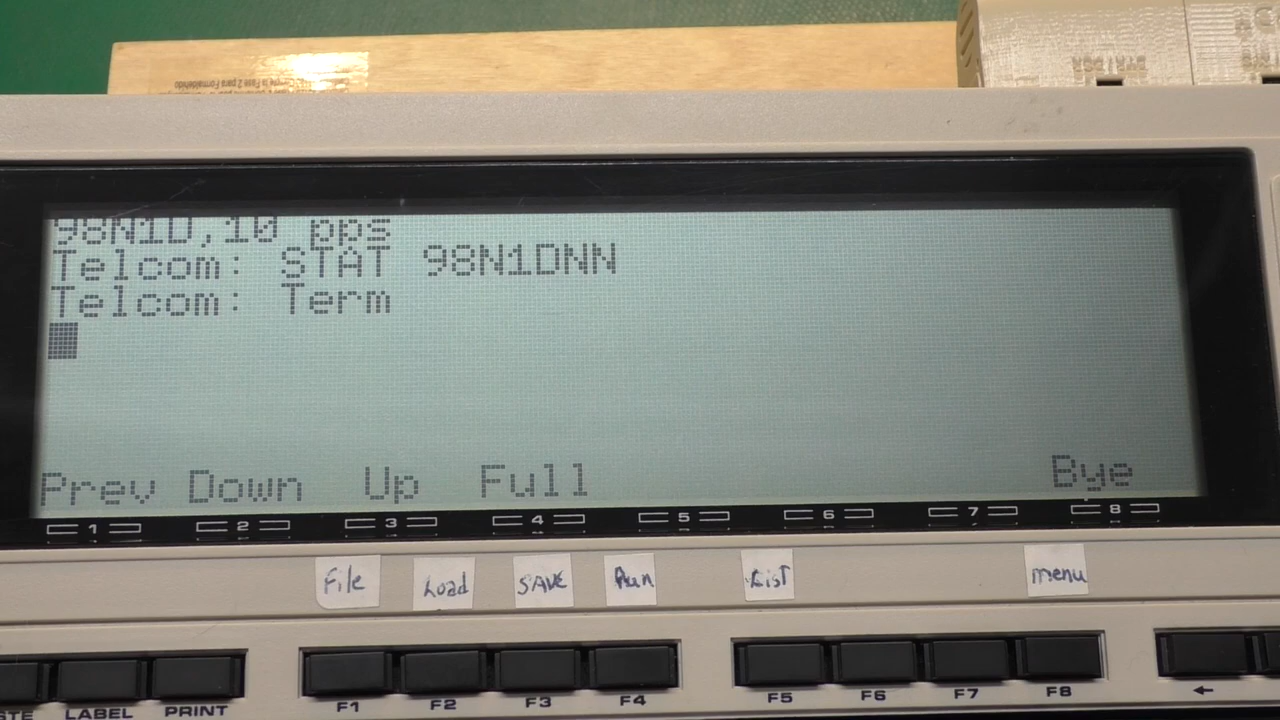 98N1D,10 pps
Telcom: STAT 98N1DNN
Telcom: Term
Prev Down Up Full Bye
1 2 3 4 5 6 7 8
File Load SAVE Run List menu
LABEL PRINT F1 F2 F3 F4 F5 F6 F7 F8 ←